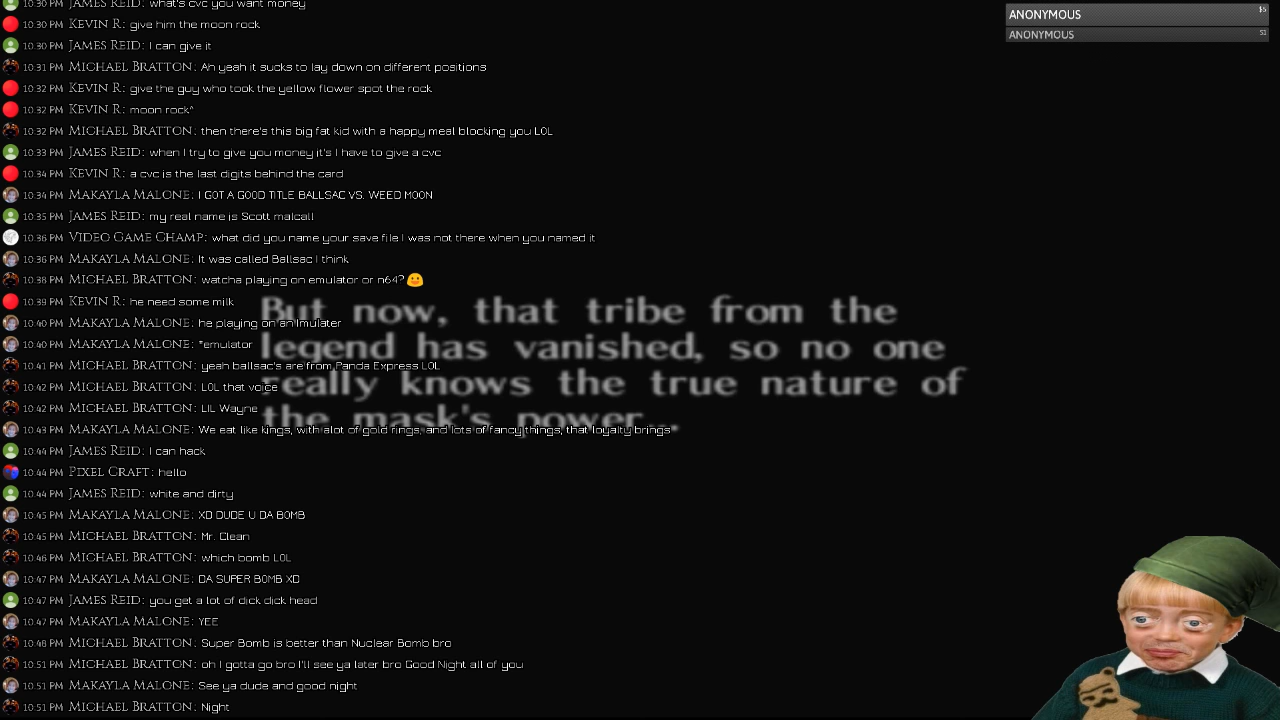 10:30 PM JAMES REID: what's cvc you want money
10:30 PM KEVIN R: give him the moon rock
10:30 PM JAMES REID: I can give it
10:31 PM MICHAEL BRATTON: Ah yeah it sucks to lay down on different positions
10:32 PM KEVIN R: give the guy who took the yellow flower spot the rock
10:32 PM KEVIN R: moon rock^
10:32 PM MICHAEL BRATTON: then there's this big fat kid with a happy meal blocking you LOL
10:33 PM JAMES REID: when I try to give you money it's I have to give a cvc
10:34 PM KEVIN R: a cvc is the last digits behind the card
10:34 PM MAKAYLA MALONE: I GOT A GOOD TITLE BALLSAC VS. WEED MOON
10:35 PM JAMES REID: my real name is Scott malcall
10:36 PM VIDEO GAME CHAMP: what did you name your save file I was not there when you named it
10:36 PM MAKAYLA MALONE: It was called Ballsac I think
10:38 PM MICHAEL BRATTON: watcha playing on emulator or n64?
10:39 PM KEVIN R: he need some milk
10:40 PM MAKAYLA MALONE: he playing on an Imulater
10:40 PM MAKAYLA MALONE: *emulator
10:41 PM MICHAEL BRATTON: yeah ballsac's are from Panda Express LOL
10:42 PM MICHAEL BRATTON: LOL that voice
10:42 PM MICHAEL BRATTON: LIL Wayne
10:43 PM MAKAYLA MALONE: We eat like kings, with alot of gold rings, and lots of fancy things, that loyalty brings
10:44 PM JAMES REID: I can hack
10:44 PM PIXEL CRAFT: hello
10:44 PM JAMES REID: white and dirty
10:45 PM MAKAYLA MALONE: XD DUDE U DA BOMB
10:45 PM MICHAEL BRATTON: Mr. Clean
10:46 PM MICHAEL BRATTON: which bomb LOL
10:47 PM MAKAYLA MALONE: DA SUPER BOMB XD
10:47 PM JAMES REID: you get a lot of dick dick head
10:47 PM MAKAYLA MALONE: YEE
10:48 PM MICHAEL BRATTON: Super Bomb is better than Nuclear Bomb bro
10:51 PM MICHAEL BRATTON: oh I gotta go bro I'll see ya later bro Good Night all of you
10:51 PM MAKAYLA MALONE: See ya dude and good night
10:51 PM MICHAEL BRATTON: Night
But now, that tribe from the
legend has vanished, so no one
really knows the true nature of
the mask's power...
ANONYMOUS $5
ANONYMOUS $1